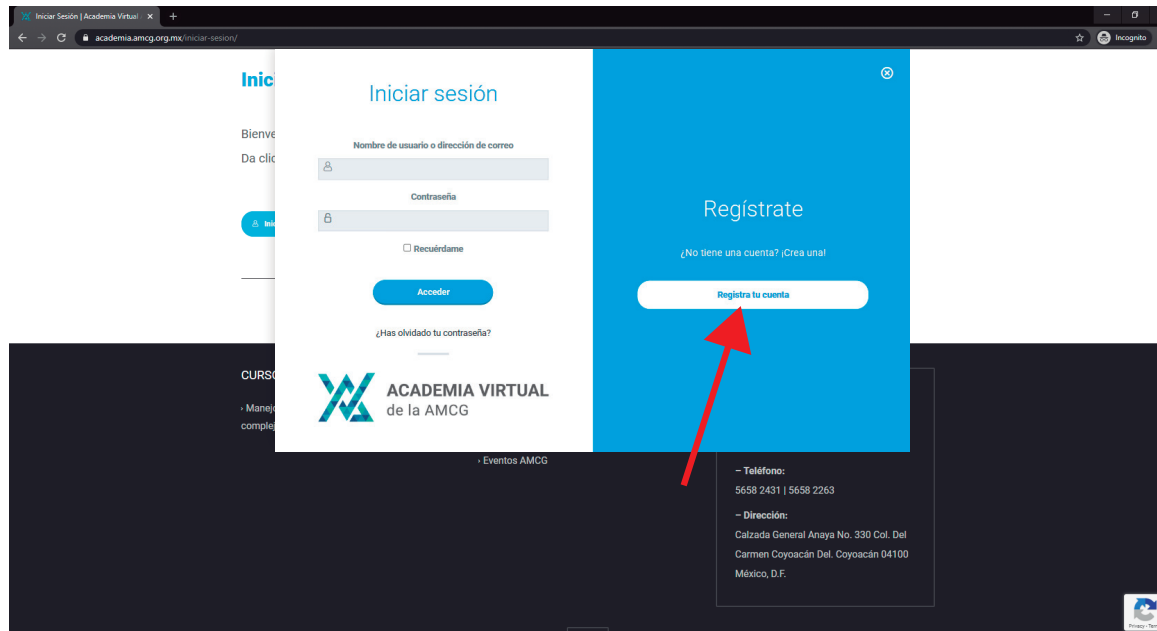 Iniciar Sesión | Academia Virtual
academia.amcg.org.mx/iniciar-sesion/
Incognito
Inic
Bienve
Da clic
Ini
Iniciar sesión
Nombre de usuario o dirección de correo
Contraseña
Recuérdame
Acceder
¿Has olvidado tu contraseña?
ACADEMIA VIRTUAL
de la AMCG
Regístrate
¿No tiene una cuenta? ¡Crea una!
Registra tu cuenta
CURSO
› Manejo
complej
› Eventos AMCG
– Teléfono:
5658 2431 | 5658 2263
– Dirección:
Calzada General Anaya No. 330 Col. Del
Carmen Coyoacán Del. Coyoacán 04100
México, D.F.
Privacy - Ter